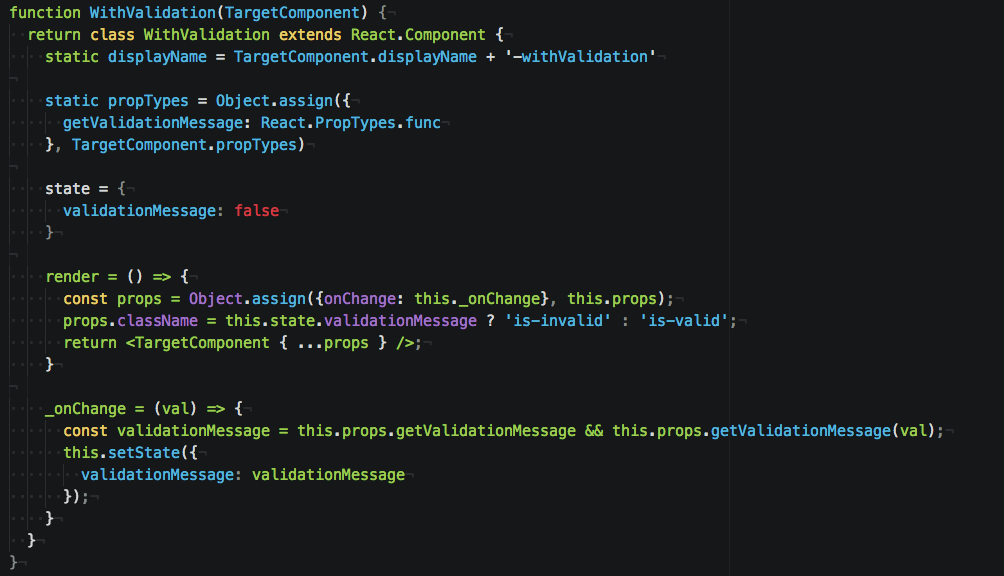 function WithValidation(TargetComponent) {
  return class WithValidation extends React.Component {
    static displayName = TargetComponent.displayName + '-withValidation'

    static propTypes = Object.assign({
      getValidationMessage: React.PropTypes.func
    }, TargetComponent.propTypes)

    state = {
      validationMessage: false
    }

    render = () => {
      const props = Object.assign({onChange: this._onChange}, this.props);
      props.className = this.state.validationMessage ? 'is-invalid' : 'is-valid';
      return <TargetComponent { ...props } />;
    }

    _onChange = (val) => {
      const validationMessage = this.props.getValidationMessage && this.props.getValidationMessage(val);
      this.setState({
        validationMessage: validationMessage
      });
    }
  }
}